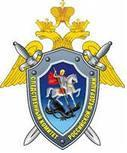 СЛЕДСТВЕННЫЙ КОМИТЕТ
РОССИЙСКОЙ ФЕДЕРАЦИИ